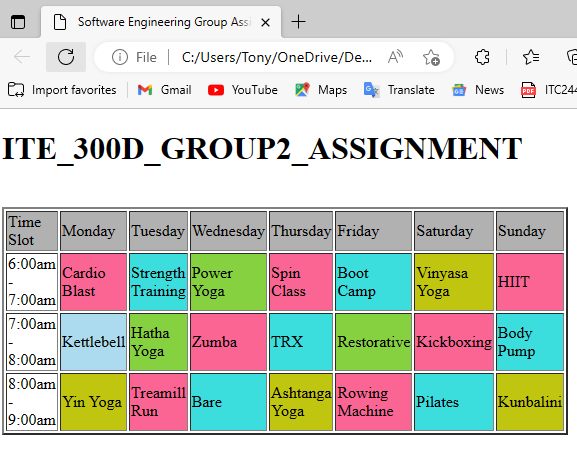 Software Engineering Group Assi
File C:/Users/Tony/OneDrive/De...
Import favorites Gmail YouTube Maps Translate News ITC244
ITE_300D_GROUP2_ASSIGNMENT
Time
Slot
Monday
Tuesday
Wednesday
Thursday
Friday
Saturday
Sunday
6:00am
-
7:00am
Cardio
Blast
Strength
Training
Power
Yoga
Spin
Class
Boot
Camp
Vinyasa
Yoga
HIIT
7:00am
-
8:00am
Kettlebell
Hatha
Yoga
Zumba
TRX
Restorative
Kickboxing
Body
Pump
8:00am
-
9:00am
Yin Yoga
Treamill
Run
Bare
Ashtanga
Yoga
Rowing
Machine
Pilates
Kunbalini